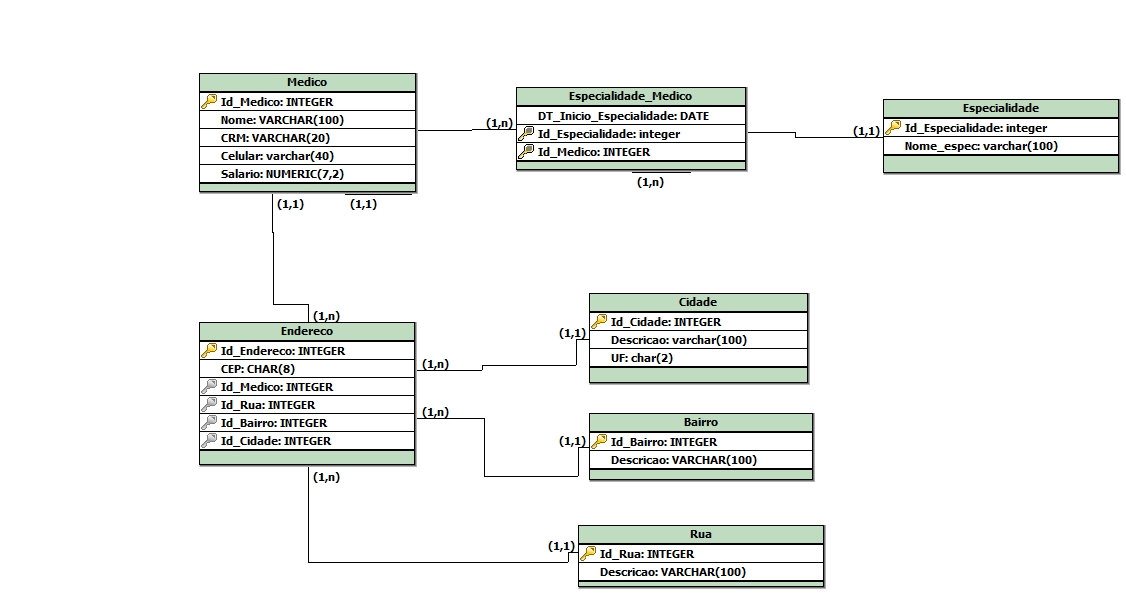 Medico
Id_Medico: INTEGER
Nome: VARCHAR(100)
CRM: VARCHAR(20)
Celular: varchar(40)
Salario: NUMERIC(7,2)
(1,1)
(1,1)
(1,n)
Especialidade_Medico
DT_Inicio_Especialidade: DATE
Id_Especialidade: integer
Id_Medico: INTEGER
(1,n)
(1,1)
Especialidade
Id_Especialidade: integer
Nome_espec: varchar(100)
(1,n)
Endereco
Id_Endereco: INTEGER
CEP: CHAR(8)
Id_Medico: INTEGER
Id_Rua: INTEGER
Id_Bairro: INTEGER
Id_Cidade: INTEGER
(1,n)
(1,n)
(1,n)
(1,1)
Cidade
Id_Cidade: INTEGER
Descricao: varchar(100)
UF: char(2)
(1,1)
Bairro
Id_Bairro: INTEGER
Descricao: VARCHAR(100)
(1,1)
Rua
Id_Rua: INTEGER
Descricao: VARCHAR(100)